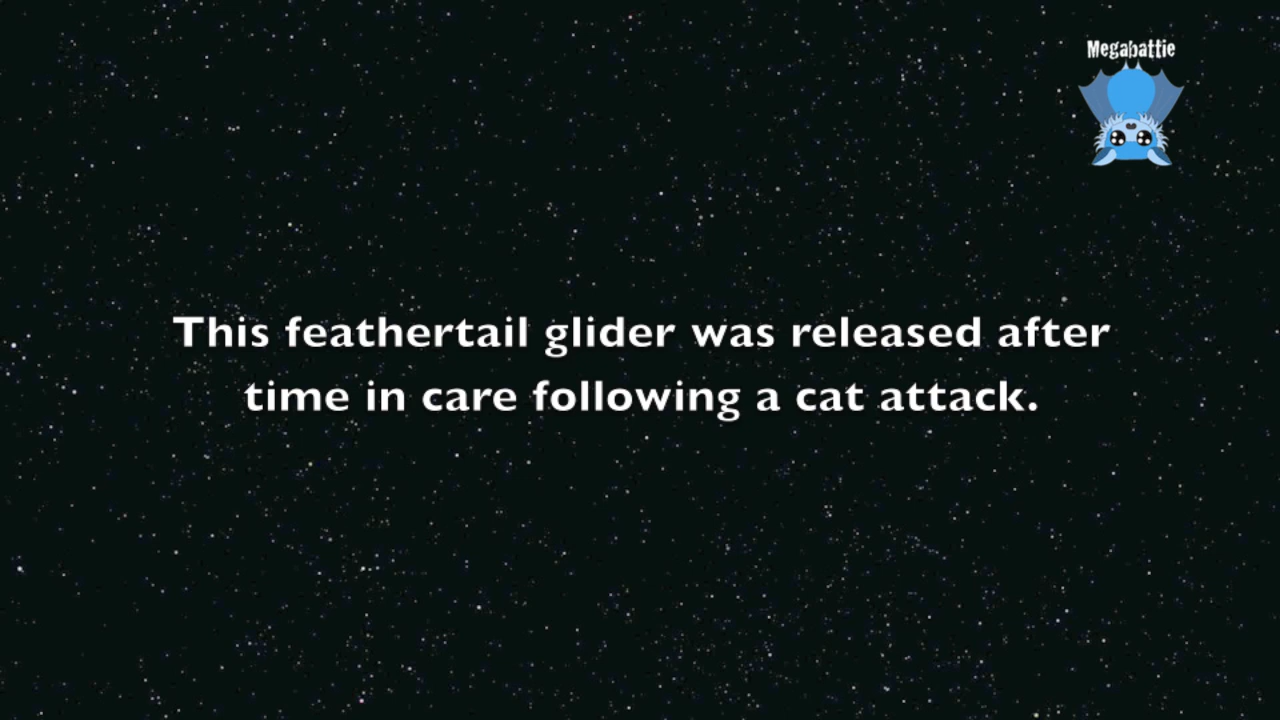 Megabattie
This feathertail glider was released after
time in care following a cat attack.